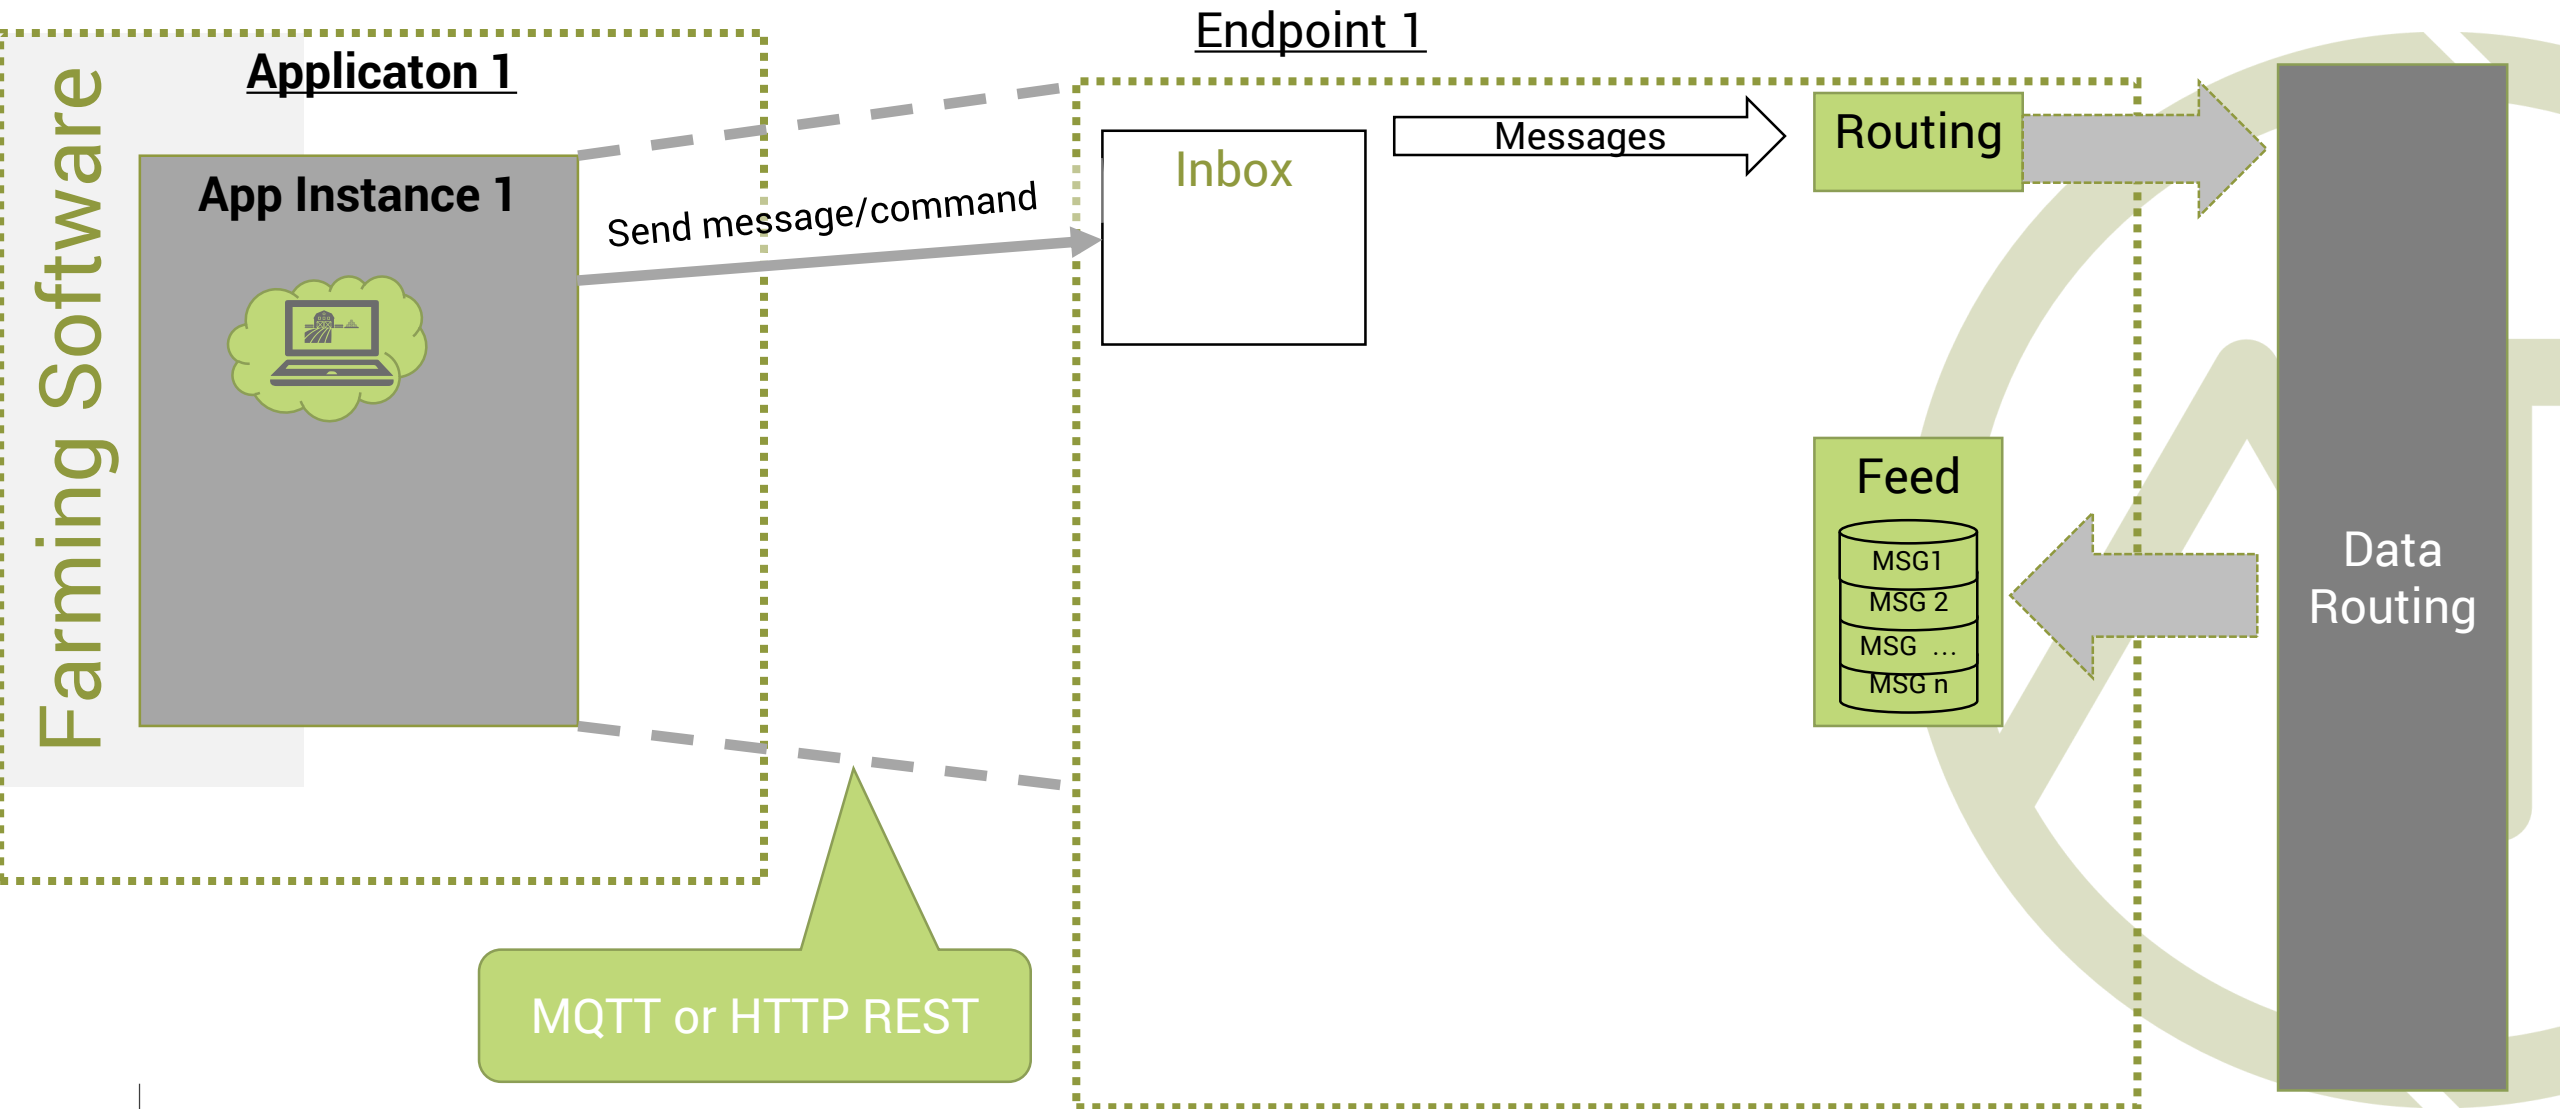 Endpoint 1
Applicaton 1
Farming Software
App Instance 1
Send message/command
Inbox
Messages
Routing
Feed
MSG1
MSG 2
MSG ...
MSG n
Data
Routing
MQTT or HTTP REST